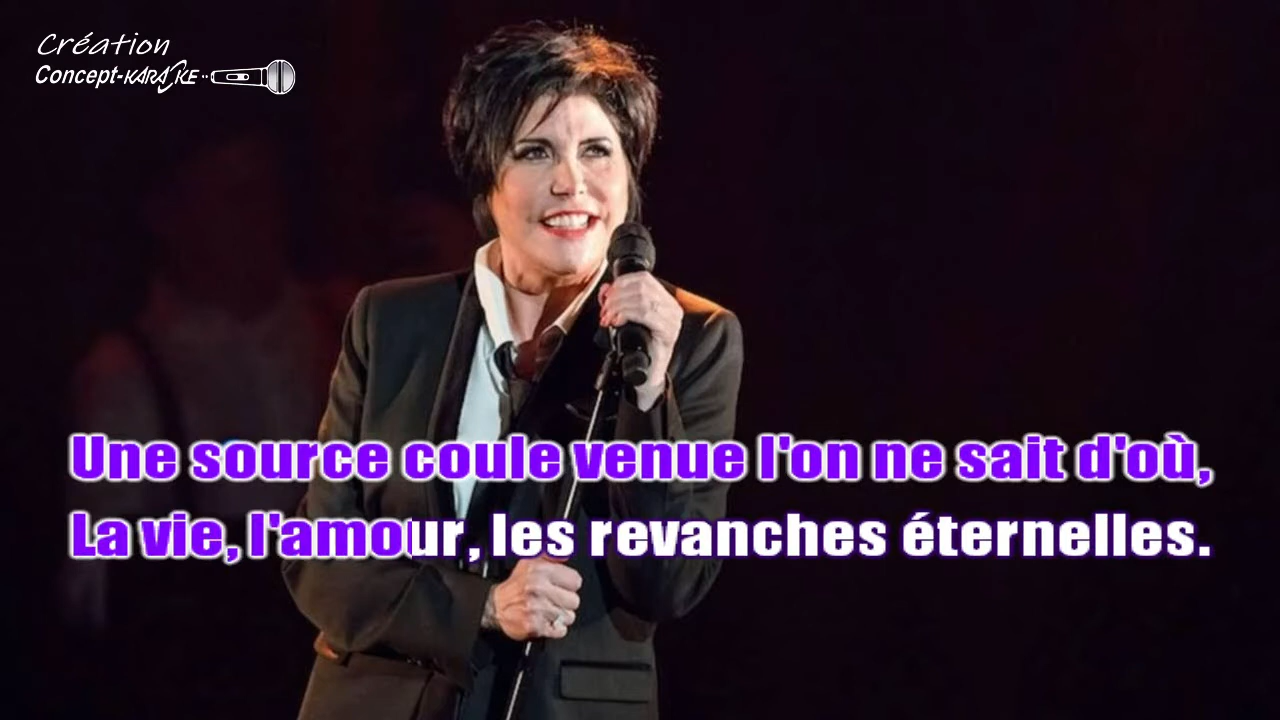 Création
Concept-KARAOKE
Une source coule venue l'on ne sait d'où,
La vie, l'amour, les revanches éternelles.